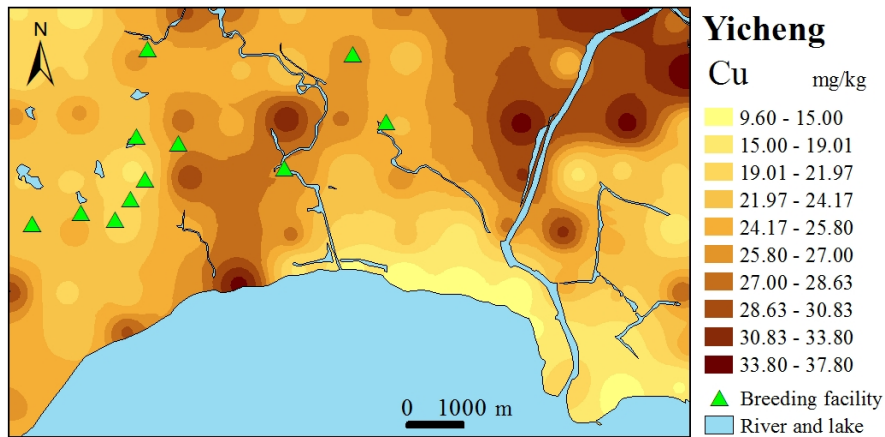 N
Yicheng
Cu mg/kg
9.60 - 15.00
15.00 - 19.01
19.01 - 21.97
21.97 - 24.17
24.17 - 25.80
25.80 - 27.00
27.00 - 28.63
28.63 - 30.83
30.83 - 33.80
33.80 - 37.80
Breeding facility
River and lake
0 1000 m